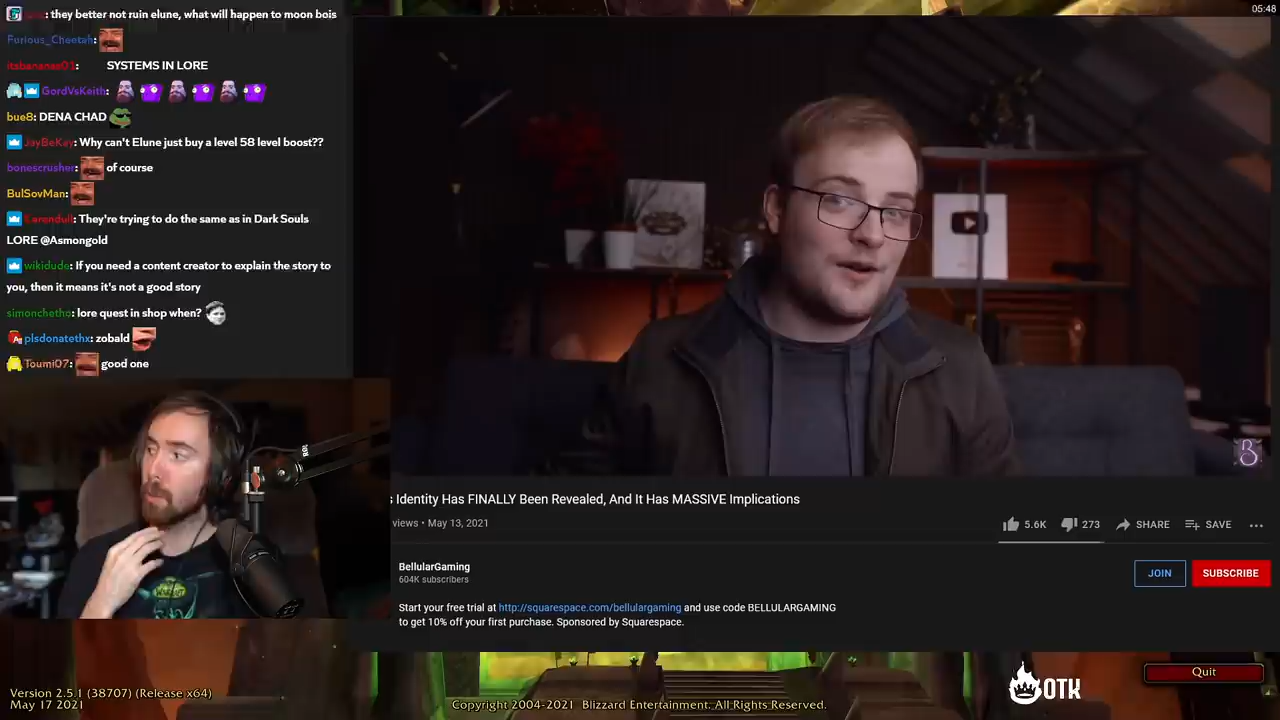 05:48
: they better not ruin elune, what will happen to moon bois
Furious_Cheetah:
itsbananas01: SYSTEMS IN LORE
GordVsKeith:
bue8: DENA CHAD
JayBeKay: Why can't Elune just buy a level 58 level boost??
bonescrusher: of course
BulSovMan:
: They're trying to do the same as in Dark Souls
LORE @Asmongold
wikidude: If you need a content creator to explain the story to
you, then it means it's not a good story
simonchetho: lore quest in shop when?
plsdonatethx: zobald
Toumi07: good one
Identity Has FINALLY Been Revealed, And It Has MASSIVE Implications
views • May 13, 2021
5.6K 273 SHARE SAVE
BellularGaming
604K subscribers
JOIN SUBSCRIBE
Start your free trial at http://squarespace.com/bellulargaming and use code BELLULARGAMING
to get 10% off your first purchase. Sponsored by Squarespace.
OTK
Quit
Version 2.5.1 (38707) (Release x64)
May 17 2021
Copyright 2004-2021 Blizzard Entertainment. All Rights Reserved.